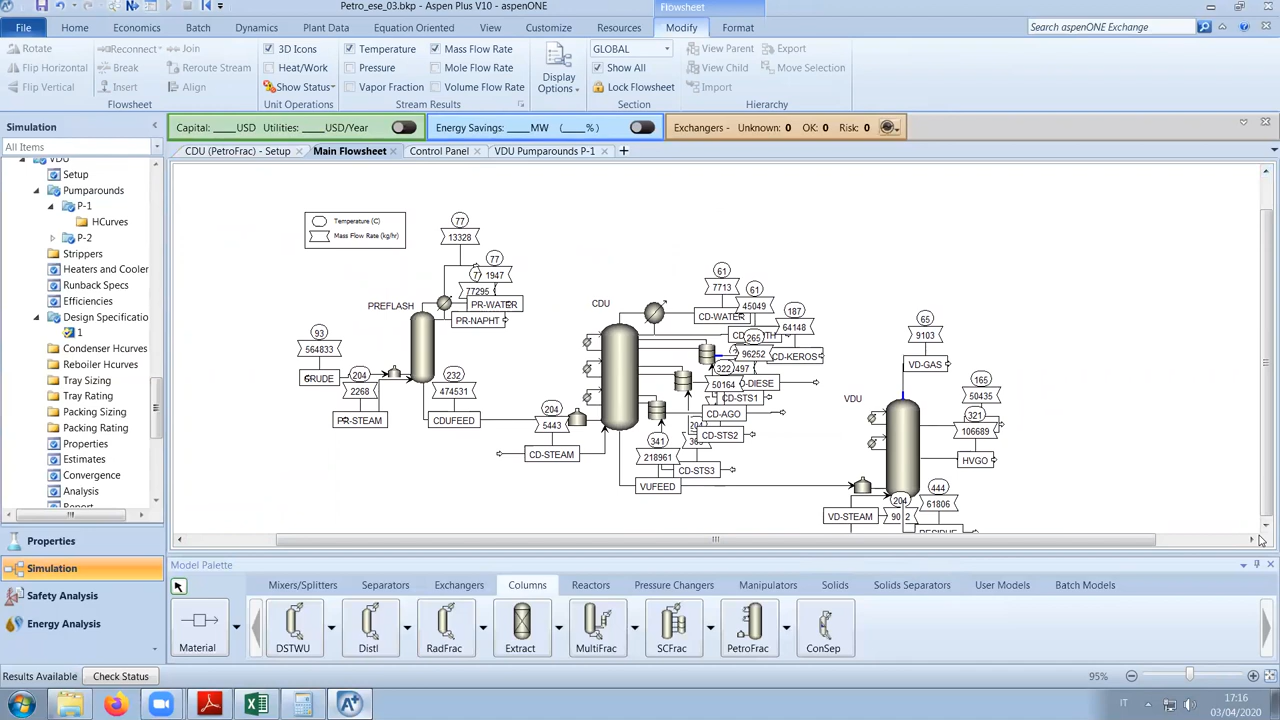 Petro_ese_03.bkp - Aspen Plus V10 - aspenONE
Flowsheet
File Home Economics Batch Dynamics Plant Data Equation Oriented View Customize Resources Modify Format
Search aspenONE Exchange
Rotate Reconnect Join 3D Icons Temperature Mass Flow Rate GLOBAL View Parent Export
Flip Horizontal Break Reroute Stream Heat/Work Pressure Mole Flow Rate Display Options Show All View Child Move Selection
Flip Vertical Insert Align Show Status Vapor Fraction Volume Flow Rate Lock Flowsheet Import
Flowsheet Unit Operations Stream Results Section Hierarchy
Simulation
Capital: ____USD Utilities: ____USD/Year Energy Savings: ____MW (____%) Exchangers - Unknown: 0 OK: 0 Risk: 0
All Items
CDU (PetroFrac) - Setup Main Flowsheet Control Panel VDU Pumparounds P-1
VDU
Setup
Pumparounds
P-1
HCurves
P-2
Strippers
Heaters and Cooler
Runback Specs
Efficiencies
Design Specificatio
1
Condenser Hcurves
Reboiler Hcurves
Tray Sizing
Tray Rating
Packing Sizing
Packing Rating
Properties
Estimates
Convergence
Analysis
Report
Properties
Simulation
Safety Analysis
Energy Analysis
Temperature (C)
Mass Flow Rate (kg/hr)
77
13328
77
1947
77295
PR-WATER
PR-NAPHT
PREFLASH
93
564833
CRUDE
204
2268
PR-STEAM
232
474531
CDUFEED
CDU
61
7713
CD-WATER
61
45049
187
64148
CD-KEROS
265
96252
322
50164
-DIESE
CD-STS1
CD-AGO
CD-STS2
CD-STS3
204
5443
CD-STEAM
341
218961
VUFEED
VDU
65
9103
VD-GAS
165
50435
321
106689
HVGO
444
61806
RESIDUE
204
VD-STEAM
Model Palette
Mixers/Splitters Separators Exchangers Columns Reactors Pressure Changers Manipulators Solids Solids Separators User Models Batch Models
Material DSTWU Distl RadFrac Extract MultiFrac SCFrac PetroFrac ConSep
Results Available Check Status 95%
IT 17:16
03/04/2020